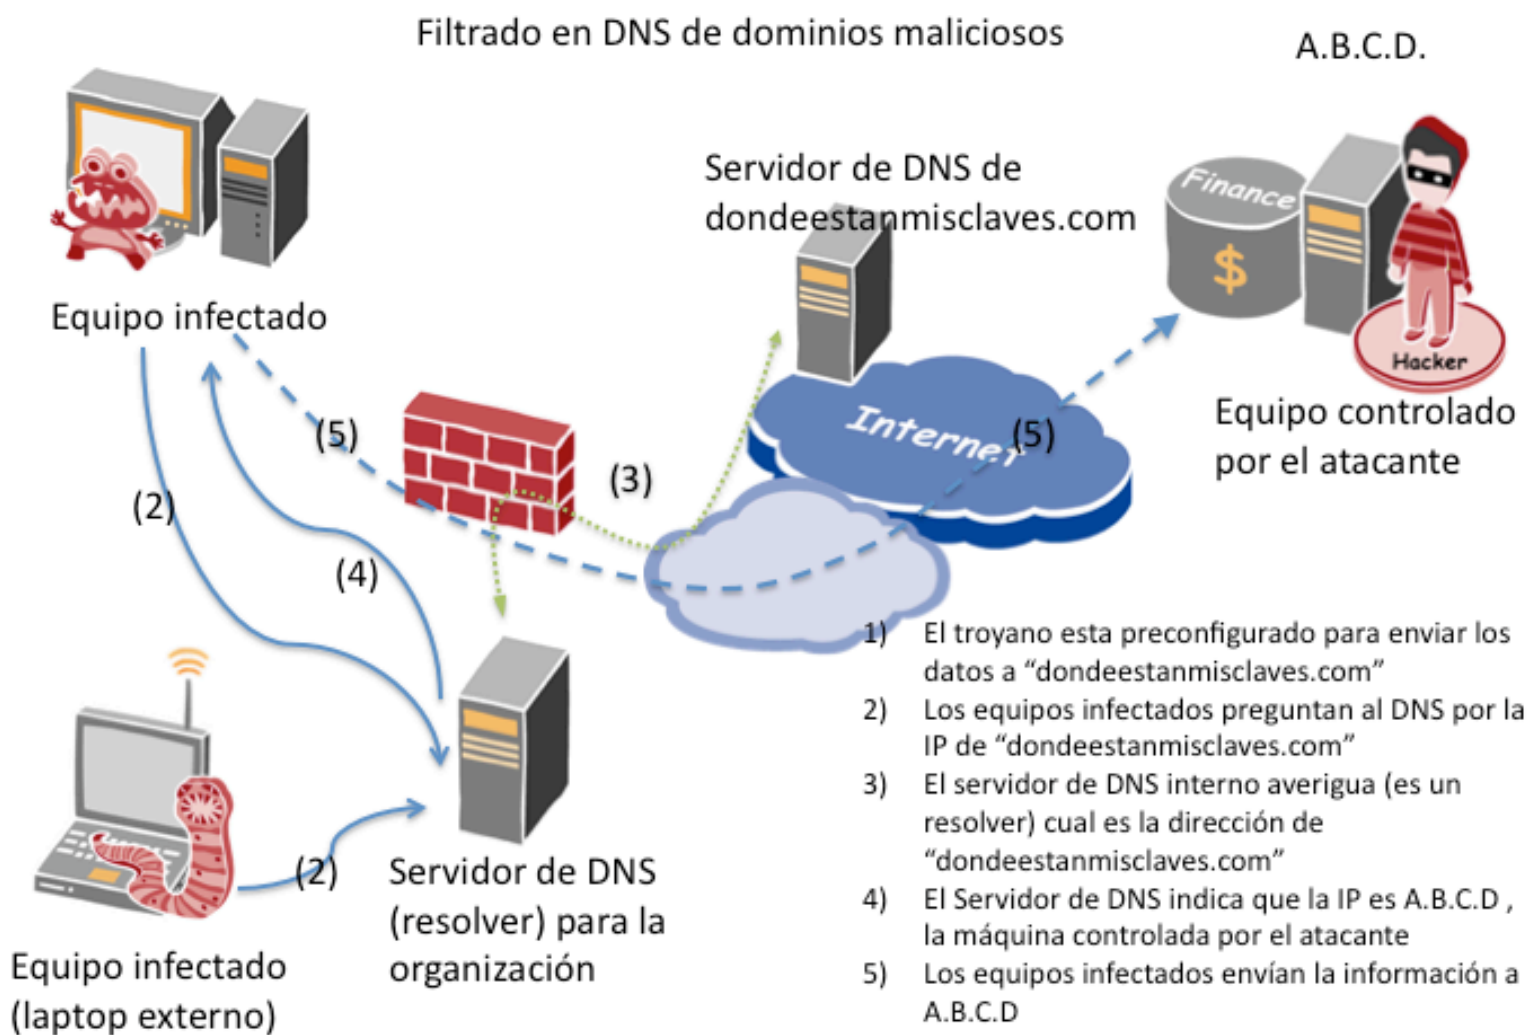 Filtrado en DNS de dominios maliciosos
A.B.C.D.
Servidor de DNS de
dondeestanmisclaves.com
Finance
$
Hacker
Equipo infectado
Internet
Equipo controlado
por el atacante
(5)
(5)
(3)
(2)
(4)
(2)
Servidor de DNS
(resolver) para la
organización
Equipo infectado
(laptop externo)
1) El troyano esta preconfigurado para enviar los
datos a “dondeestanmisclaves.com”
2) Los equipos infectados preguntan al DNS por la
IP de “dondeestanmisclaves.com”
3) El servidor de DNS interno averigua (es un
resolver) cual es la dirección de
“dondeestanmisclaves.com”
4) El Servidor de DNS indica que la IP es A.B.C.D ,
la máquina controlada por el atacante
5) Los equipos infectados envían la información a
A.B.C.D